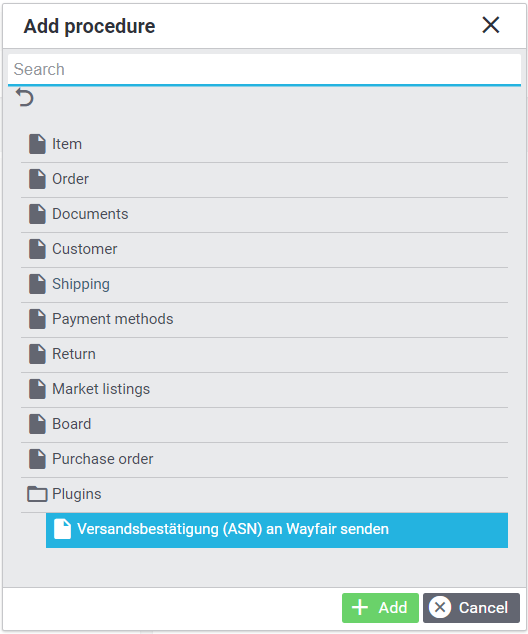 Add procedure
Search
Item
Order
Documents
Customer
Shipping
Payment methods
Return
Market listings
Board
Purchase order
Plugins
Versandsbestätigung (ASN) an Wayfair senden
Add
Cancel